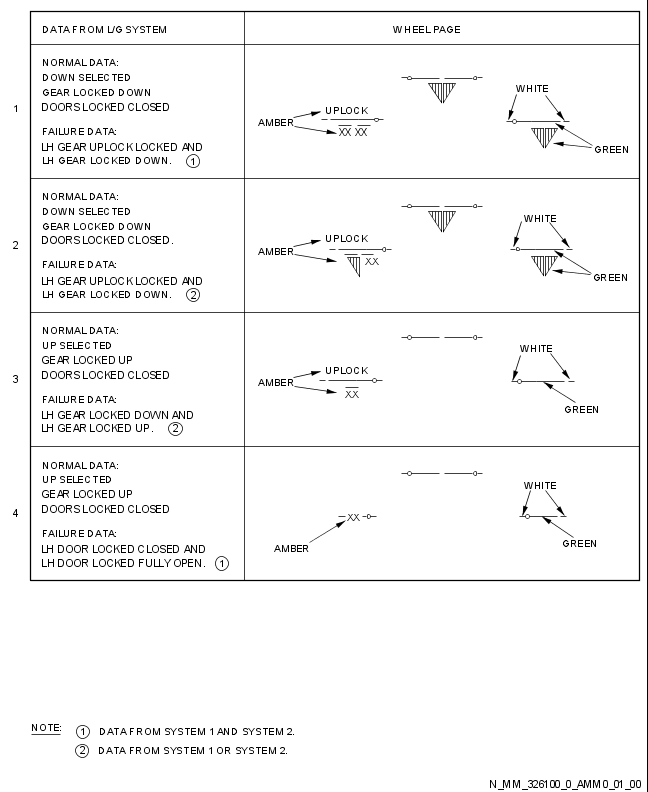 DATA FROM L/G SYSTEM
WHEEL PAGE
1
NORMAL DATA:
DOWN SELECTED
GEAR LOCKED DOWN
DOORS LOCKED CLOSED
FAILURE DATA:
LH GEAR UPLOCK LOCKED AND
LH GEAR LOCKED DOWN. 1
AMBER
UPLOCK
XX XX
WHITE
GREEN
2
NORMAL DATA:
DOWN SELECTED
GEAR LOCKED DOWN
DOORS LOCKED CLOSED.
FAILURE DATA:
LH GEAR UPLOCK LOCKED AND
LH GEAR LOCKED DOWN. 2
AMBER
UPLOCK
XX
WHITE
GREEN
3
NORMAL DATA:
UP SELECTED
GEAR LOCKED UP
DOORS LOCKED CLOSED
FAILURE DATA:
LH GEAR LOCKED DOWN AND
LH GEAR LOCKED UP. 2
AMBER
UPLOCK
XX
WHITE
GREEN
4
NORMAL DATA:
UP SELECTED
GEAR LOCKED UP
DOORS LOCKED CLOSED
FAILURE DATA:
LH DOOR LOCKED CLOSED AND
LH DOOR LOCKED FULLY OPEN. 1
XX
AMBER
WHITE
GREEN
NOTE: 1 DATA FROM SYSTEM 1 AND SYSTEM 2.
2 DATA FROM SYSTEM 1 OR SYSTEM 2.
N_MM_326100_0_AMM0_01_00